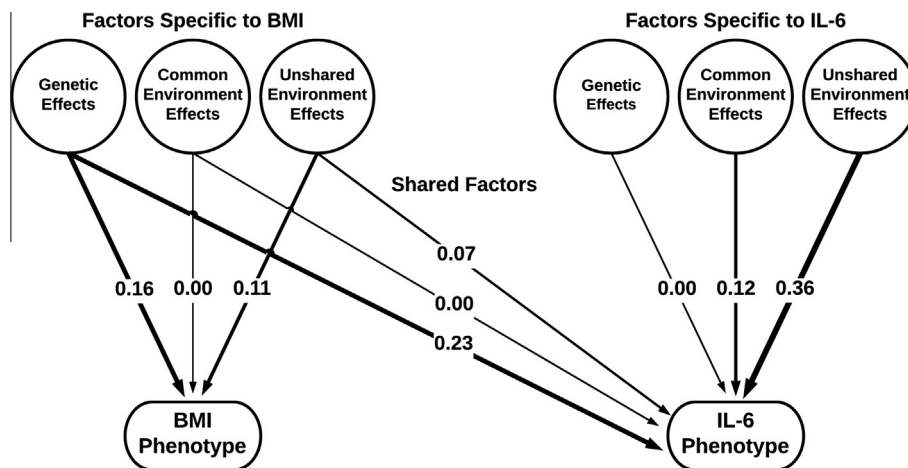 Factors Specific to BMI
Factors Specific to IL-6
Genetic
Effects
Common
Environment
Effects
Unshared
Environment
Effects
Genetic
Effects
Common
Environment
Effects
Unshared
Environment
Effects
Shared Factors
0.07
0.16
0.00
0.11
0.00
0.23
0.00
0.12
0.36
BMI
Phenotype
IL-6
Phenotype